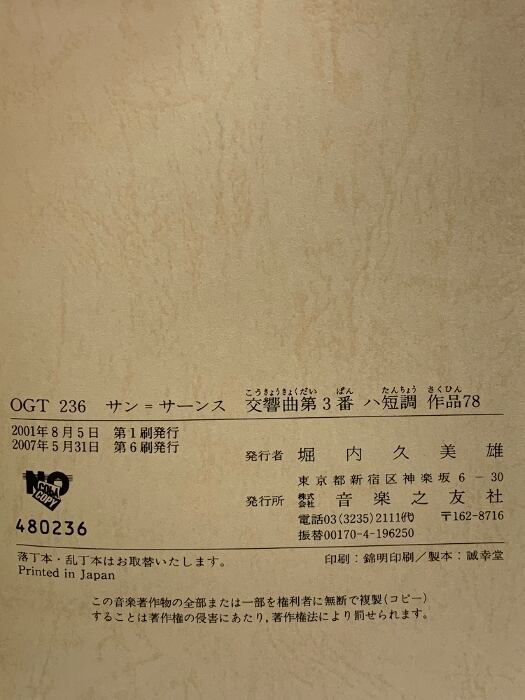 こうきょうきょくだい ばん たんちょう さくひん
OGT 236 サン＝サーンス 交響曲第3番 ハ短調 作品78
2001年8月5日 第1刷発行
2007年5月31日 第6刷発行
発行者 堀内久美雄
東京都新宿区神楽坂6－30
発行所 株式会社 音楽之友社
電話03(3235)2111(代) 〒162-8716
振替00170-4-196250
NO
COPY
480236
落丁本・乱丁本はお取替いたします。
Printed in Japan
印刷：錦明印刷／製本：誠幸堂
この音楽著作物の全部または一部を権利者に無断で複製(コピー)
することは著作権の侵害にあたり，著作権法により罰せられます。